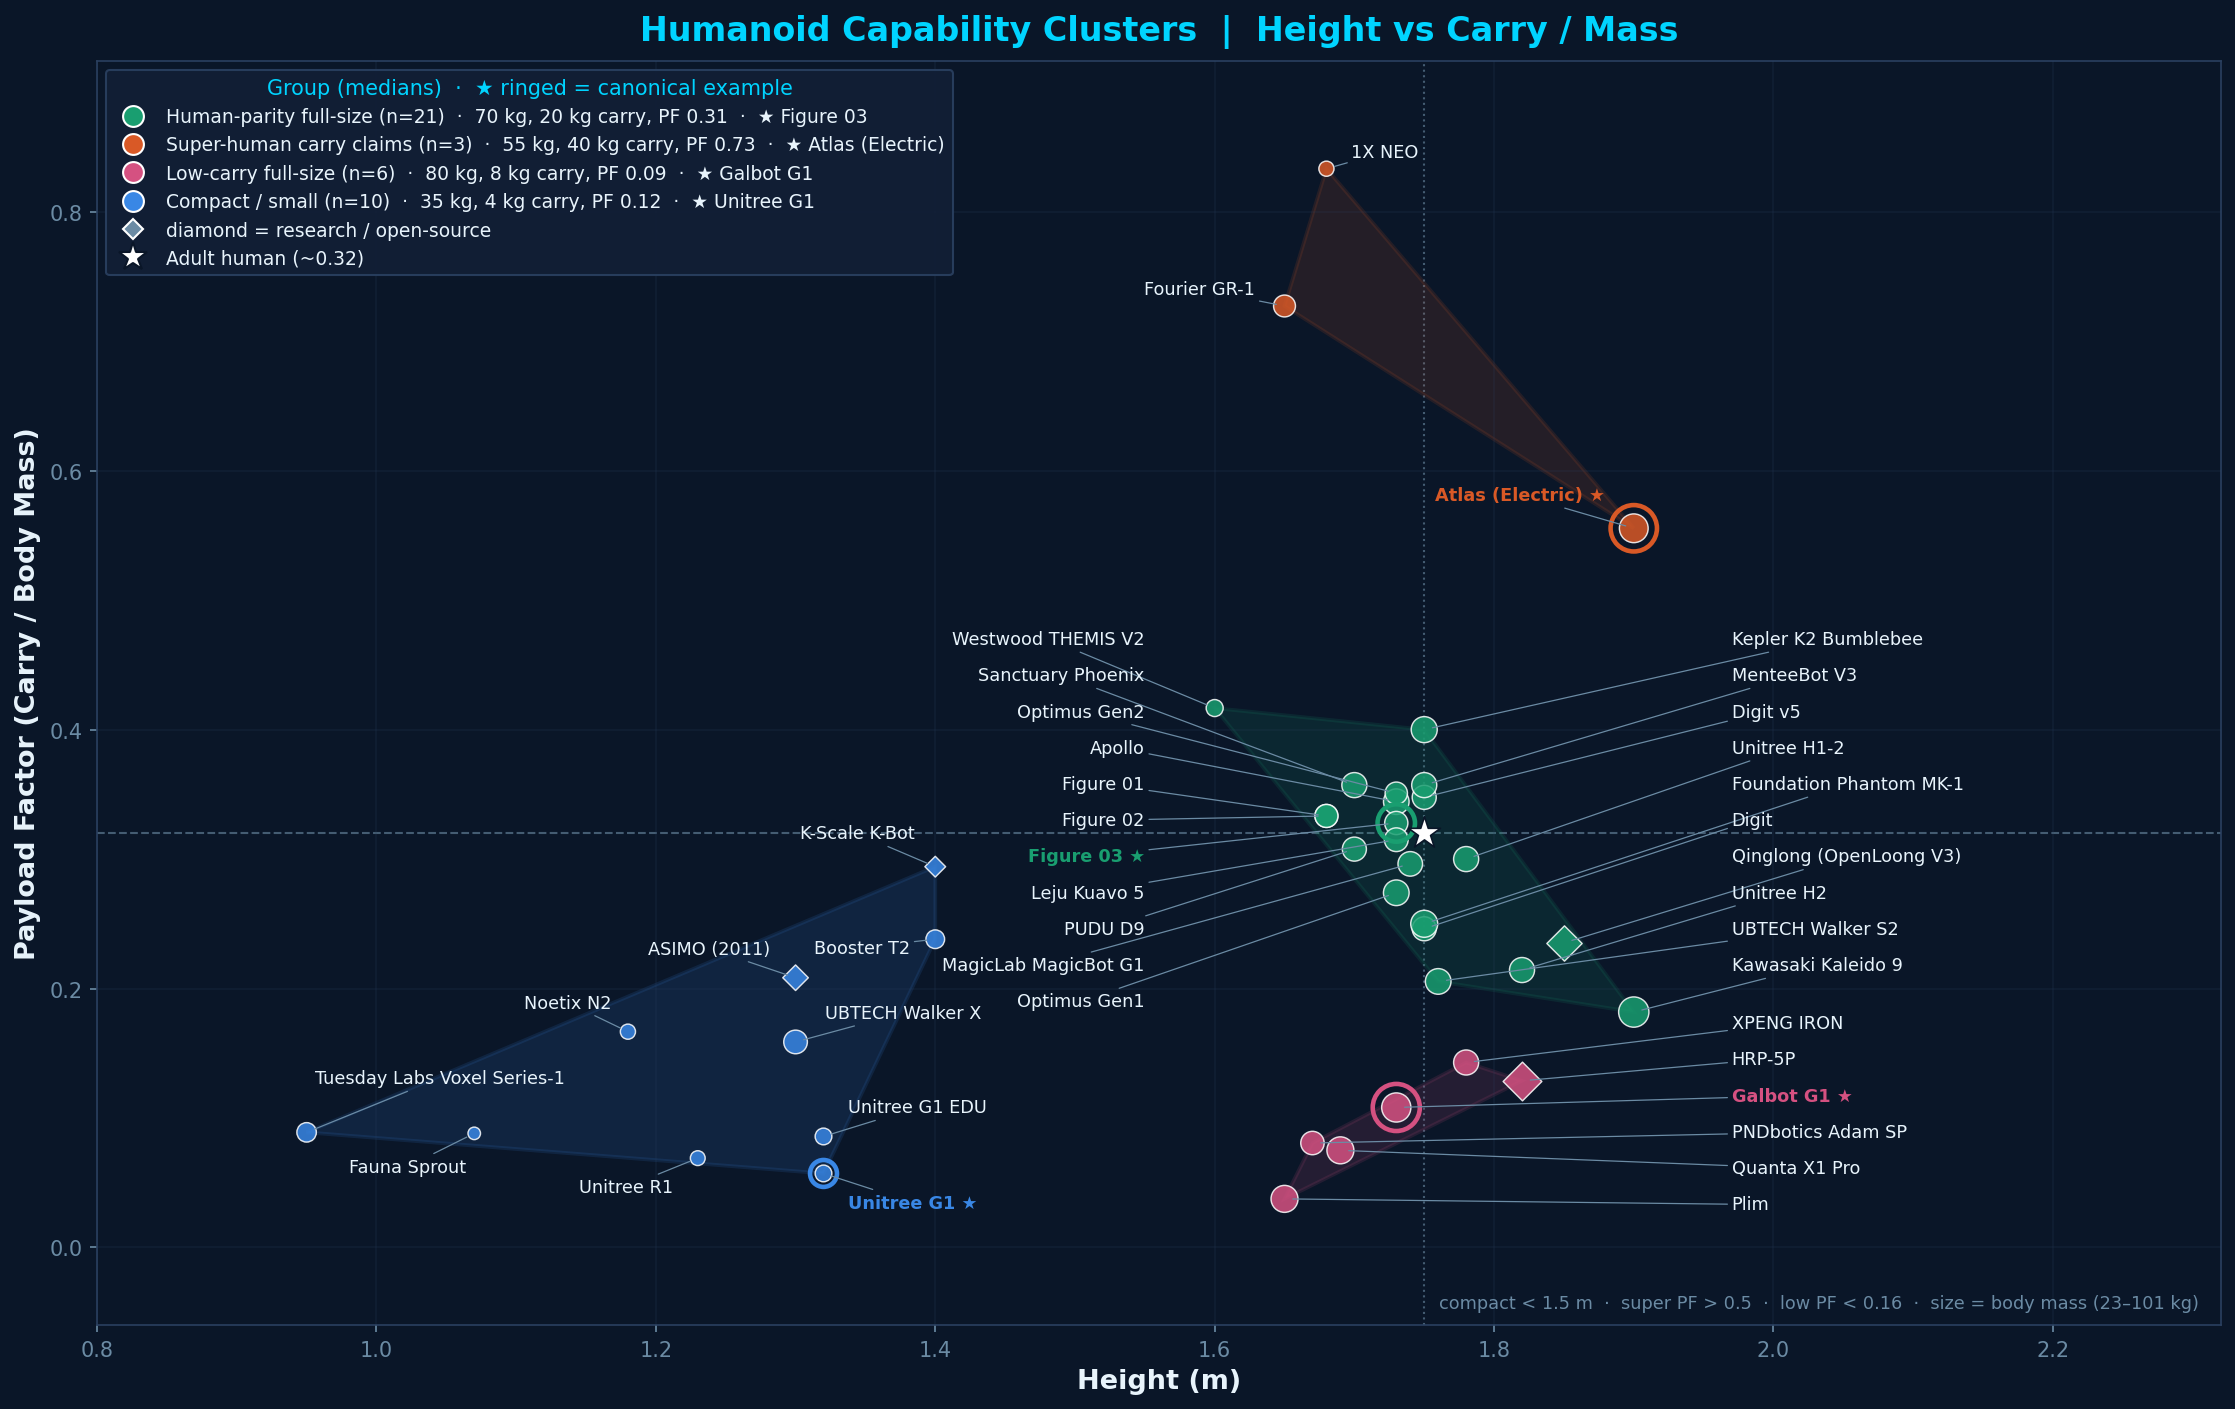 Humanoid Capability Clusters | Height vs Carry / Mass
Group (medians) · ★ ringed = canonical example
Human-parity full-size (n=21) · 70 kg, 20 kg carry, PF 0.31 · ★ Figure 03
Super-human carry claims (n=3) · 55 kg, 40 kg carry, PF 0.73 · ★ Atlas (Electric)
Low-carry full-size (n=6) · 80 kg, 8 kg carry, PF 0.09 · ★ Galbot G1
Compact / small (n=10) · 35 kg, 4 kg carry, PF 0.12 · ★ Unitree G1
diamond = research / open-source
Adult human (~0.32)
Payload Factor (Carry / Body Mass)
0.8
0.6
0.4
0.2
0.0
1X NEO
Fourier GR-1
Atlas (Electric) ★
Westwood THEMIS V2
Sanctuary Phoenix
Optimus Gen2
Apollo
Figure 01
Figure 02
Figure 03 ★
Leju Kuavo 5
PUDU D9
MagicLab MagicBot G1
Optimus Gen1
Kepler K2 Bumblebee
MenteeBot V3
Digit v5
Unitree H1-2
Foundation Phantom MK-1
Digit
Qinglong (OpenLoong V3)
Unitree H2
UBTECH Walker S2
Kawasaki Kaleido 9
XPENG IRON
HRP-5P
Galbot G1 ★
PNDbotics Adam SP
Quanta X1 Pro
Plim
K-Scale K-Bot
ASIMO (2011)
Booster T2
Noetix N2
UBTECH Walker X
Tuesday Labs Voxel Series-1
Unitree G1 EDU
Fauna Sprout
Unitree R1
Unitree G1 ★
compact < 1.5 m · super PF > 0.5 · low PF < 0.16 · size = body mass (23–101 kg)
0.8
1.0
1.2
1.4
1.6
1.8
2.0
2.2
Height (m)